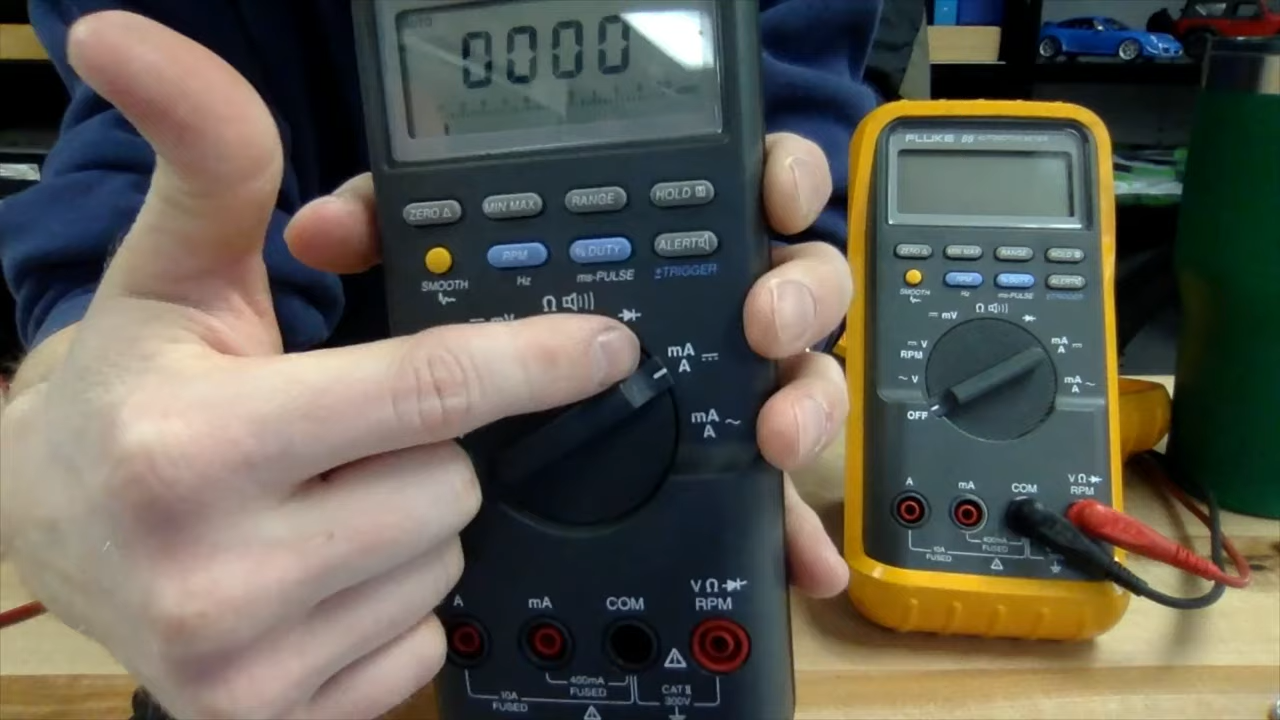 0000
ZERO Δ MIN MAX RANGE HOLD
RPM % DUTY ALERT
SMOOTH Hz ms-PULSE ±TRIGGER
mV Ω
mA
A
mA ~
A
A mA COM V Ω
RPM
400mA
FUSED
10A
FUSED
CAT II
300V
FLUKE
ZERO Δ MIN MAX RANGE HOLD
RPM % DUTY ALERT
SMOOTH Hz ms-PULSE
mV Ω
V
RPM
~ V
OFF
mA
A
mA ~
A
A mA COM V Ω
RPM
400mA
FUSED
10A
FUSED